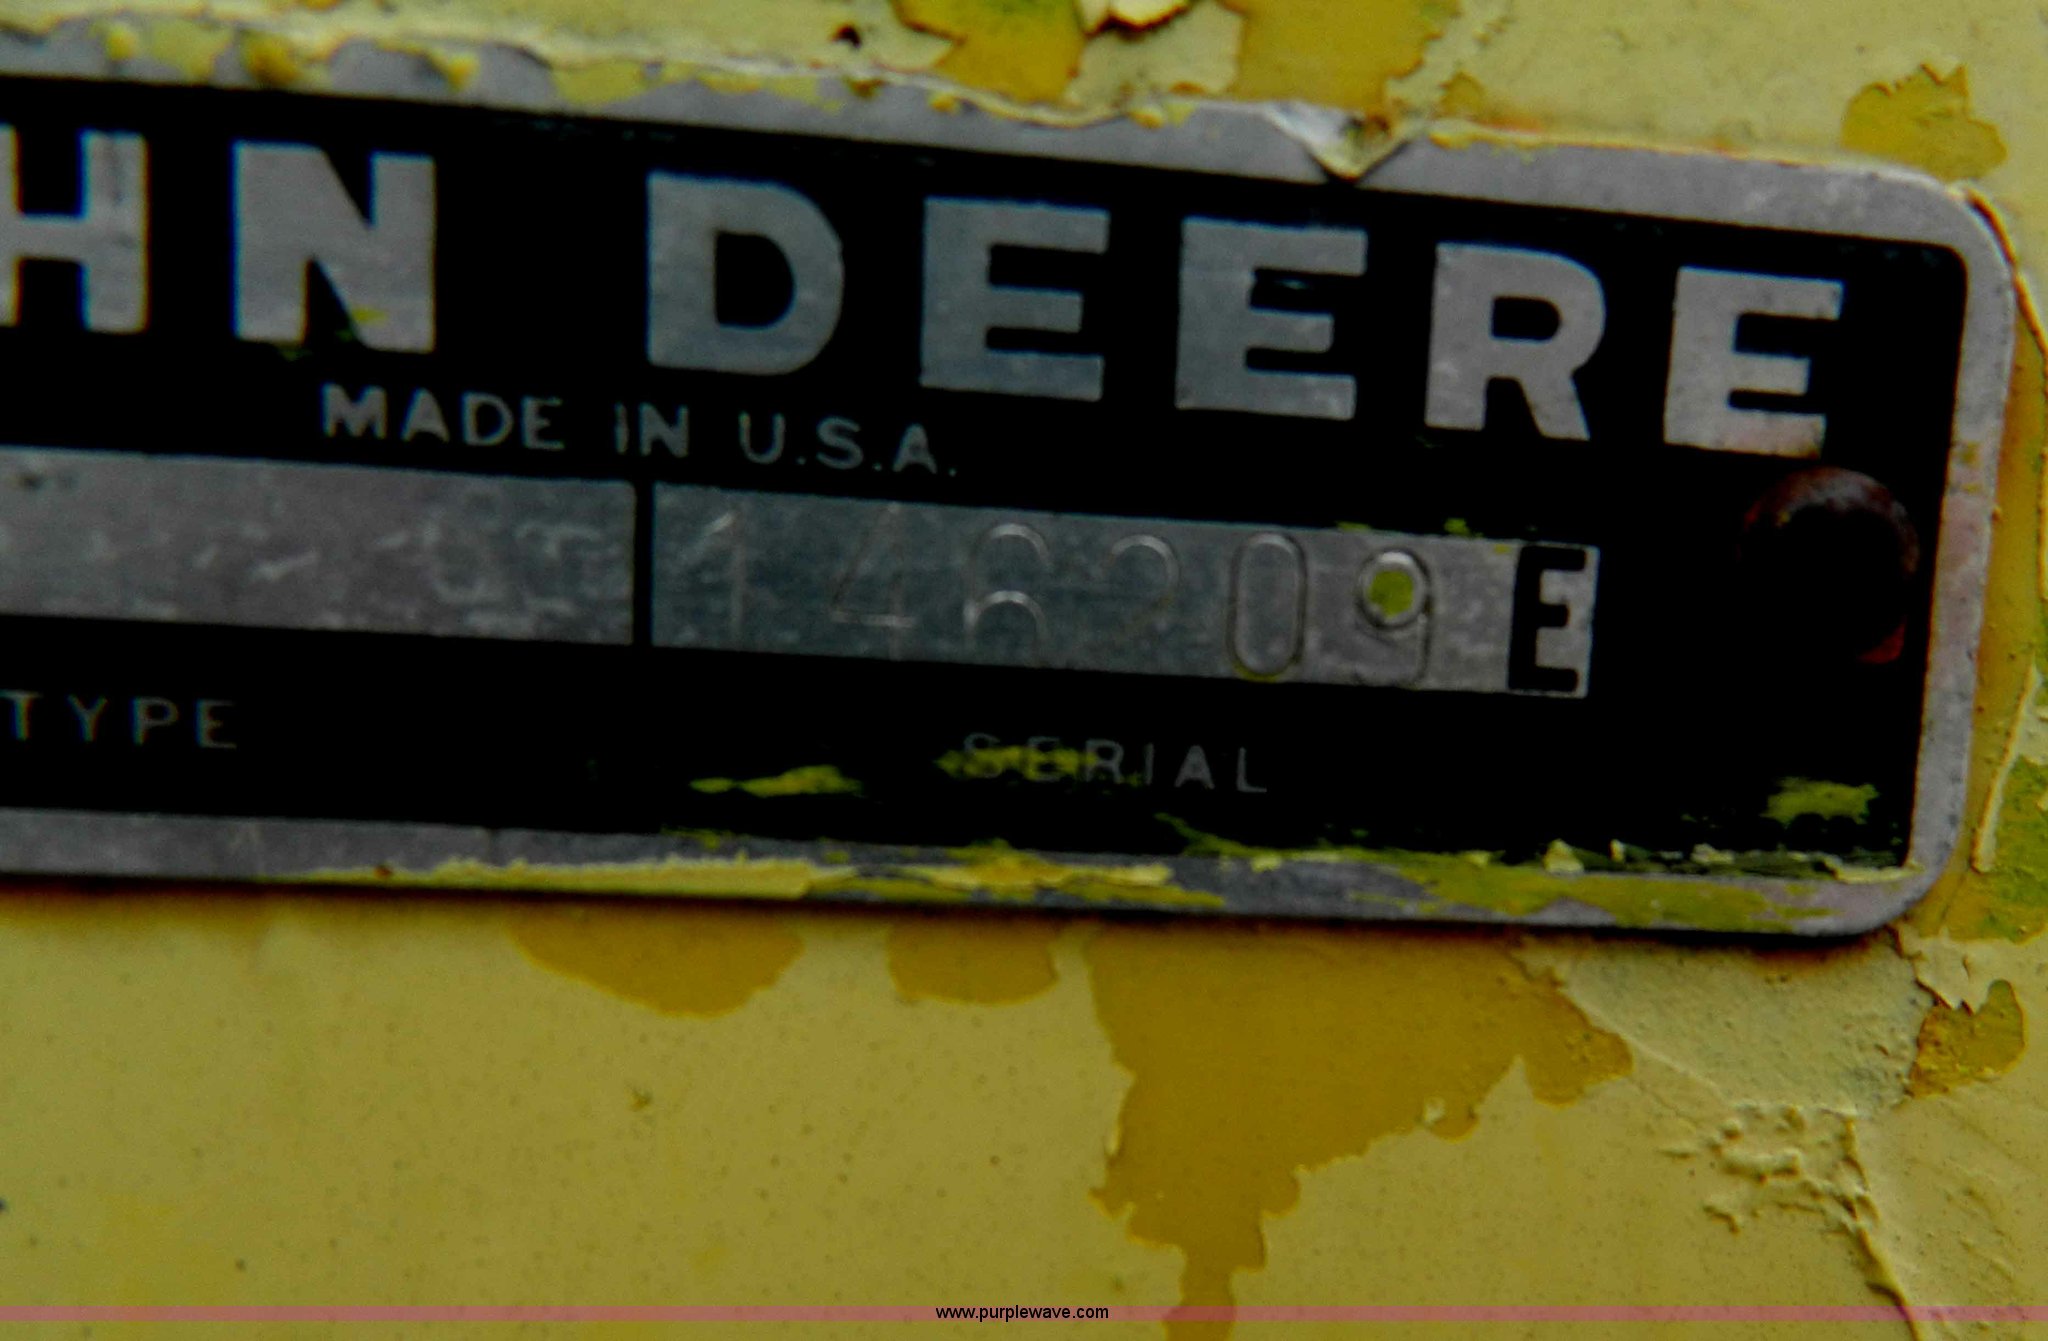 HN DEERE
MADE IN U.S.A.
146209E
TYPE SERIAL
www.purplewave.com